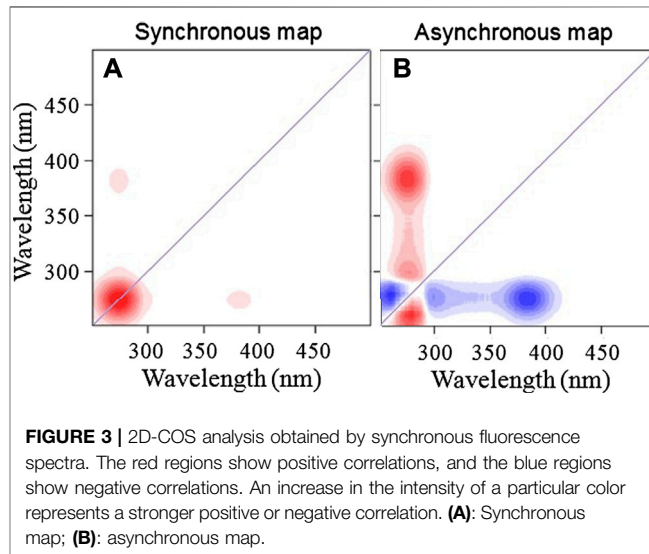 Synchronous map
Asynchronous map
A
B
Wavelength (nm)
450
400
350
300
300 350 400 450
300 350 400 450
Wavelength (nm)
Wavelength (nm)
FIGURE 3 | 2D-COS analysis obtained by synchronous fluorescence
spectra. The red regions show positive correlations, and the blue regions
show negative correlations. An increase in the intensity of a particular color
represents a stronger positive or negative correlation. (A): Synchronous
map; (B): asynchronous map.